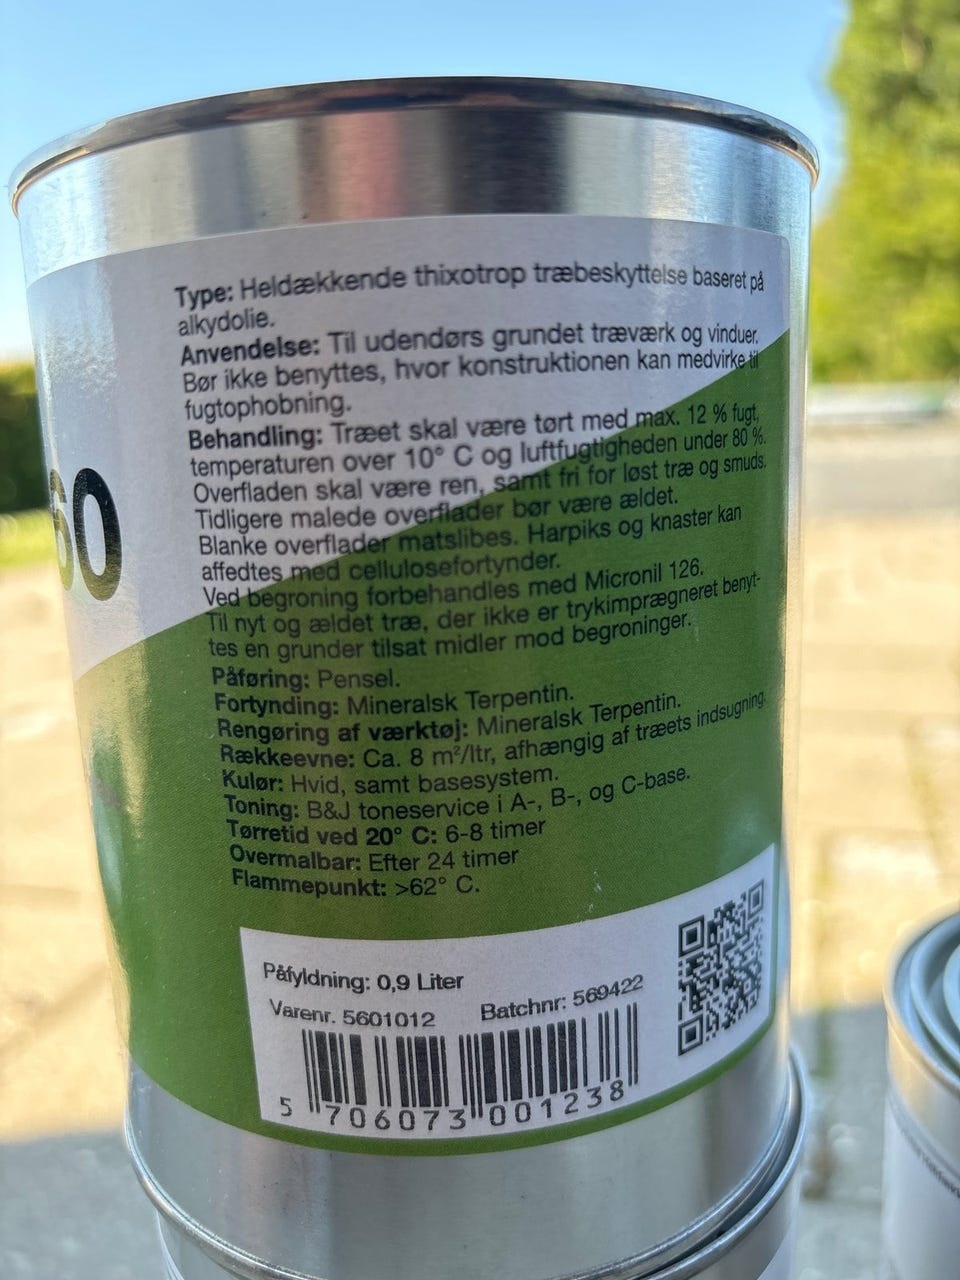 Type: Heldækkende thixotrop træbeskyttelse baseret på
alkydolie.
Anvendelse: Til udendørs grundet træværk og vinduer.
Bør ikke benyttes, hvor konstruktionen kan medvirke til
fugtophobning.
Behandling: Træet skal være tørt med max. 12 % fugt,
temperaturen over 10° C og luftfugtigheden under 80 %.
Overfladen skal være ren, samt fri for løst træ og smuds.
Tidligere malede overflader bør være ældet.
Blanke overflader matslibes. Harpiks og knaster kan
affedtes med cellulosefortynder.
Ved begroning forbehandles med Micronil 126.
Til nyt og ældet træ, der ikke er trykimprægneret benyt-
tes en grunder tilsat midler mod begroninger.
Påføring: Pensel.
Fortynding: Mineralsk Terpentin.
Rengøring af værktøj: Mineralsk Terpentin.
Rækkeevne: Ca. 8 m²/ltr, afhængig af træets indsugning.
Kulør: Hvid, samt basesystem.
Toning: B&J toneservice i A-, B-, og C-base.
Tørretid ved 20° C: 6-8 timer
Overmalbar: Efter 24 timer
Flammepunkt: >62° C.
60
Påfyldning: 0,9 Liter
Varenr. 5601012 Batchnr: 569422
5 706073 001238